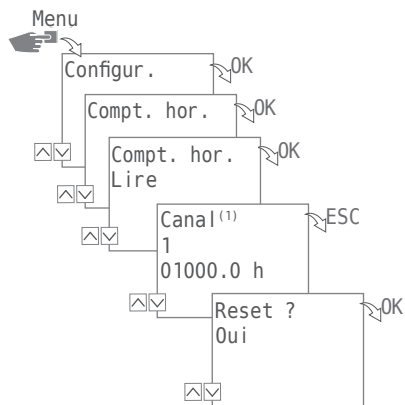 Menu
Configur.
OK
Compt. hor.
OK
Compt. hor.
Lire
OK
Canal(1)
1
01000.0 h
ESC
Reset ?
Oui
OK